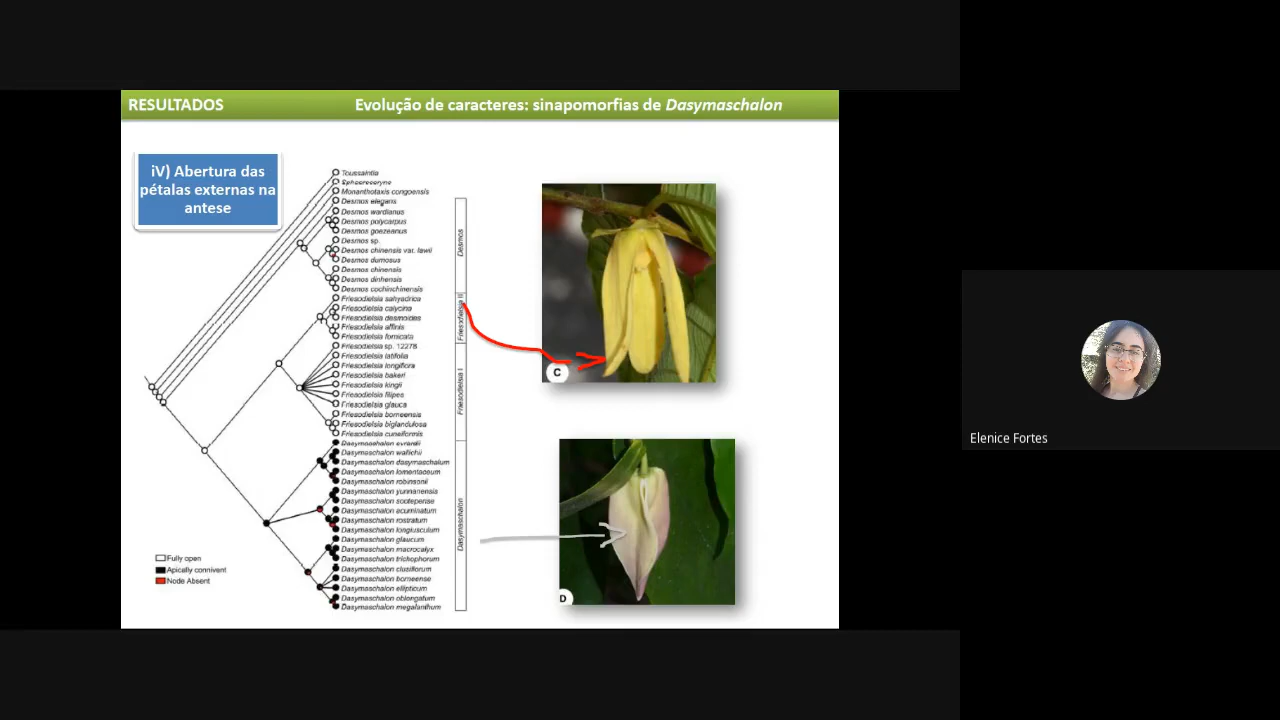 RESULTADOS
Evolução de caracteres: sinapomorfias de Dasymaschalon
iV) Abertura das
pétalas externas na
antese
Toussaintia
Sphaerocoryne
Monanthotaxis congoensis
Desmos elegans
Desmos wardianus
Desmos polycarpus
Desmos goezeanus
Desmos sp.
Desmos chinensis var. lawii
Desmos dumosus
Desmos chinensis
Desmos dinhensis
Desmos cochinchinensis
Friesodielsia sahyadrica
Friesodielsia calycina
Friesodielsia desmoides
Friesodielsia affinis
Friesodielsia fornicata
Friesodielsia sp. 12278
Friesodielsia latifolia
Friesodielsia longiflora
Friesodielsia bakeri
Friesodielsia kingii
Friesodielsia filipes
Friesodielsia glauca
Friesodielsia borneensis
Friesodielsia biglandulosa
Friesodielsia cuneiformis
Dasymaschalon evrardii
Dasymaschalon wallichii
Dasymaschalon dasymaschalum
Dasymaschalon lomentaceum
Dasymaschalon robinsonii
Dasymaschalon yunnanensis
Dasymaschalon sootepense
Dasymaschalon acuminatum
Dasymaschalon rostratum
Dasymaschalon longiusculum
Dasymaschalon glaucum
Dasymaschalon macrocalyx
Dasymaschalon trichophorum
Dasymaschalon clusiflorum
Dasymaschalon borneense
Dasymaschalon ellipticum
Dasymaschalon oblongatum
Dasymaschalon megalanthum
Desmos
Friesodielsia II
Friesodielsia I
Dasymaschalon
Fully open
Apically connivent
Node Absent
C
D
Elenice Fortes